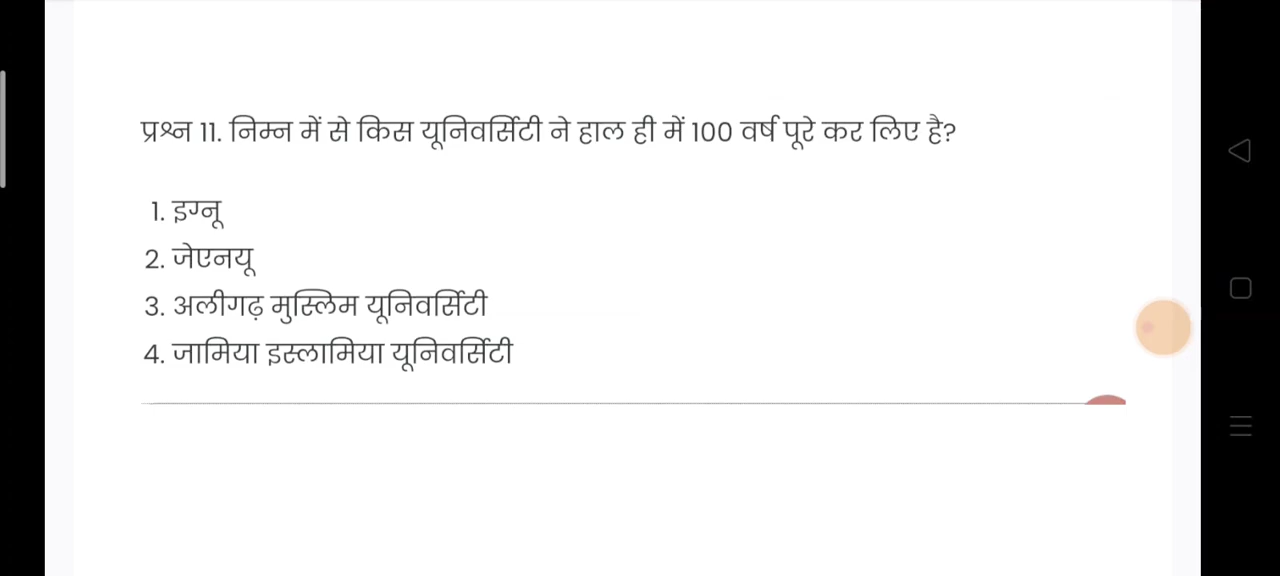 प्रश्न 11. निम्न में से किस यूनिवर्सिटी ने हाल ही में 100 वर्ष पूरे कर लिए है?
1. इग्नू
2. जेएनयू
3. अलीगढ़ मुस्लिम यूनिवर्सिटी
4. जामिया इस्लामिया यूनिवर्सिटी